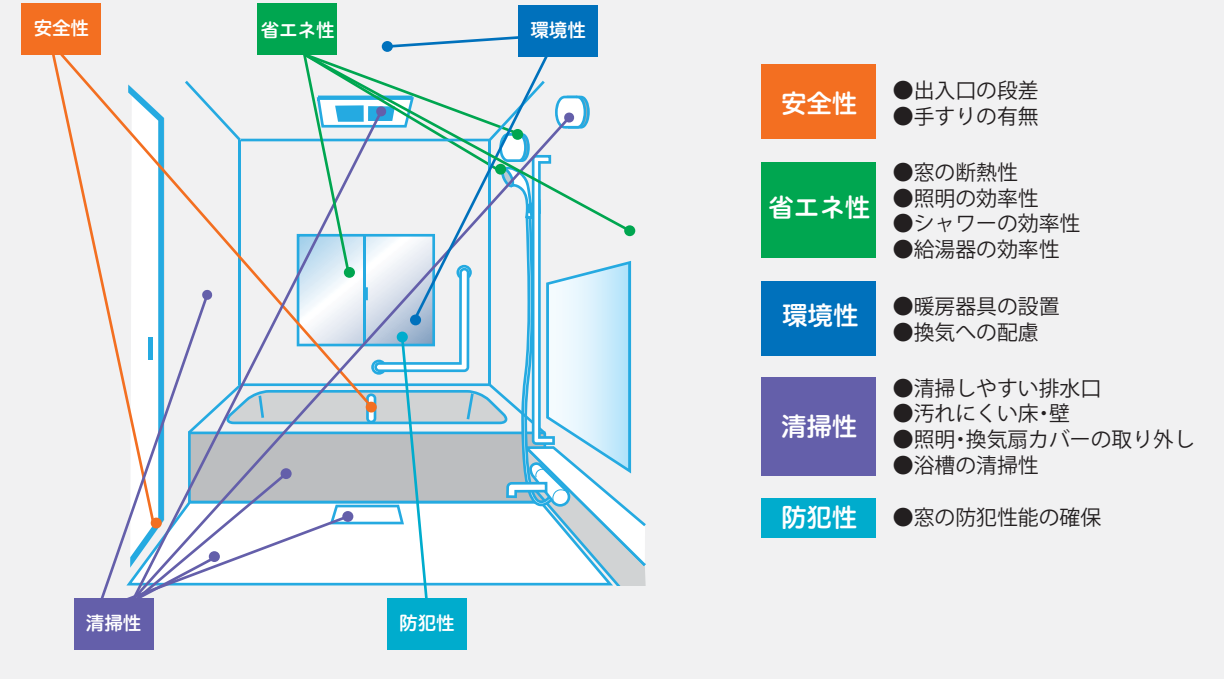 安全性
省エネ性
環境性
清掃性
防犯性
安全性
●出入口の段差
●手すりの有無
省エネ性
●窓の断熱性
●照明の効率性
●シャワーの効率性
●給湯器の効率性
環境性
●暖房器具の設置
●換気への配慮
清掃性
●清掃しやすい排水口
●汚れにくい床・壁
●照明・換気扇カバーの取り外し
●浴槽の清掃性
防犯性
●窓の防犯性能の確保